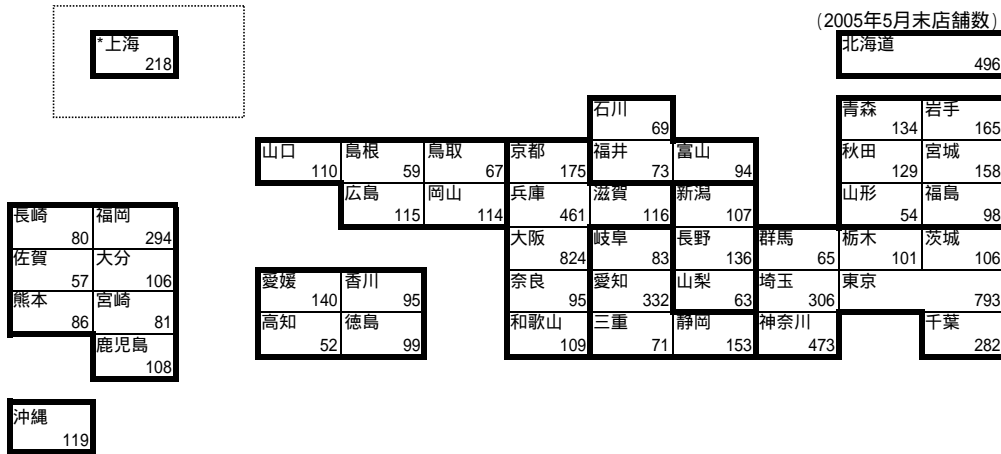 (2005年5月末店舗数)
*上海 北海道
218 496
石川 青森 岩手
69 134 165
山口 島根 鳥取 京都 福井 富山 秋田 宮城
110 59 67 175 73 94 129 158
広島 岡山 兵庫 滋賀 新潟 山形 福島
115 114 461 116 107 54 98
長崎 福岡
80 294
大阪 岐阜 長野 群馬 栃木 茨城
824 83 136 65 101 106
佐賀 大分
57 106
愛媛 香川 奈良 愛知 山梨 埼玉 東京
140 95 95 332 63 306 793
熊本 宮崎
86 81
高知 徳島 和歌山 三重 静岡 神奈川 千葉
52 99 109 71 153 473 282
鹿児島
108
沖縄
119